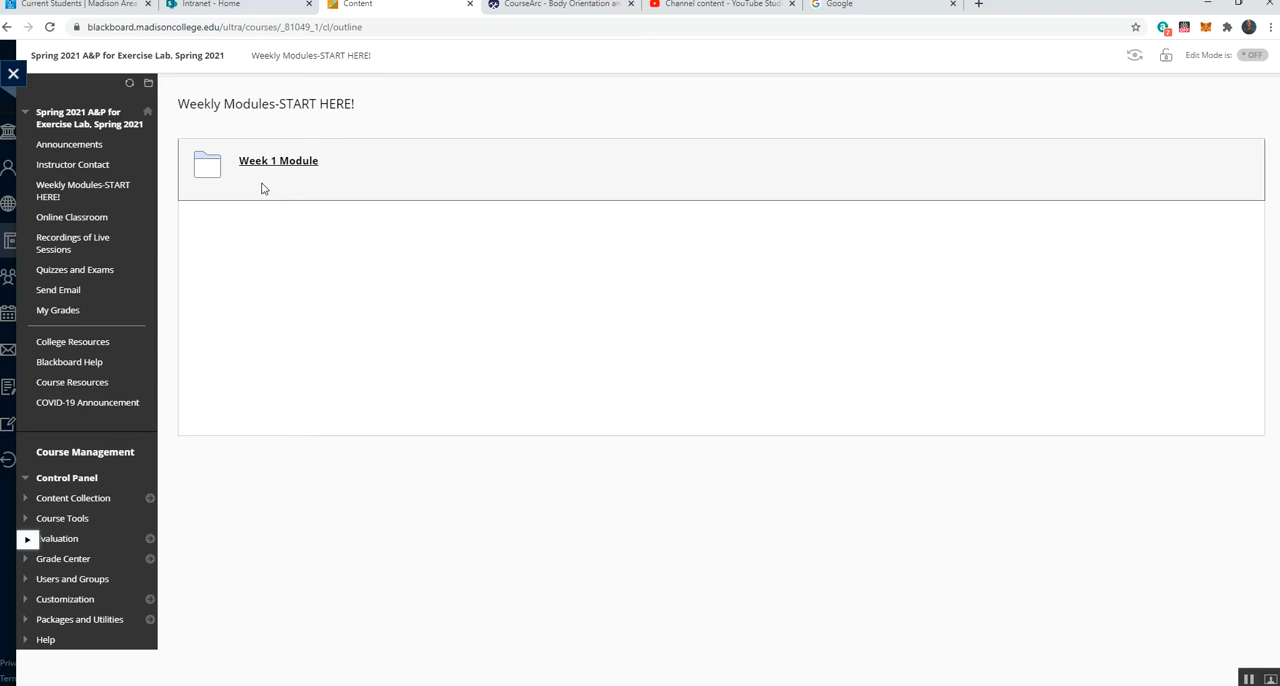 Current Students | Madison Area
Intranet - Home
Content
CourseArc - Body Orientation an
Channel content - YouTube Stud
Google
blackboard.madisoncollege.edu/ultra/courses/_81049_1/cl/outline
Spring 2021 A&P for Exercise Lab, Spring 2021
Weekly Modules-START HERE!
Edit Mode is:
OFF
Spring 2021 A&P for
Exercise Lab, Spring 2021
Announcements
Instructor Contact
Weekly Modules-START
HERE!
Online Classroom
Recordings of Live
Sessions
Quizzes and Exams
Send Email
My Grades
College Resources
Blackboard Help
Course Resources
COVID-19 Announcement
Course Management
Control Panel
Content Collection
Course Tools
valuation
Grade Center
Users and Groups
Customization
Packages and Utilities
Help
Weekly Modules-START HERE!
Week 1 Module
Priv
Term